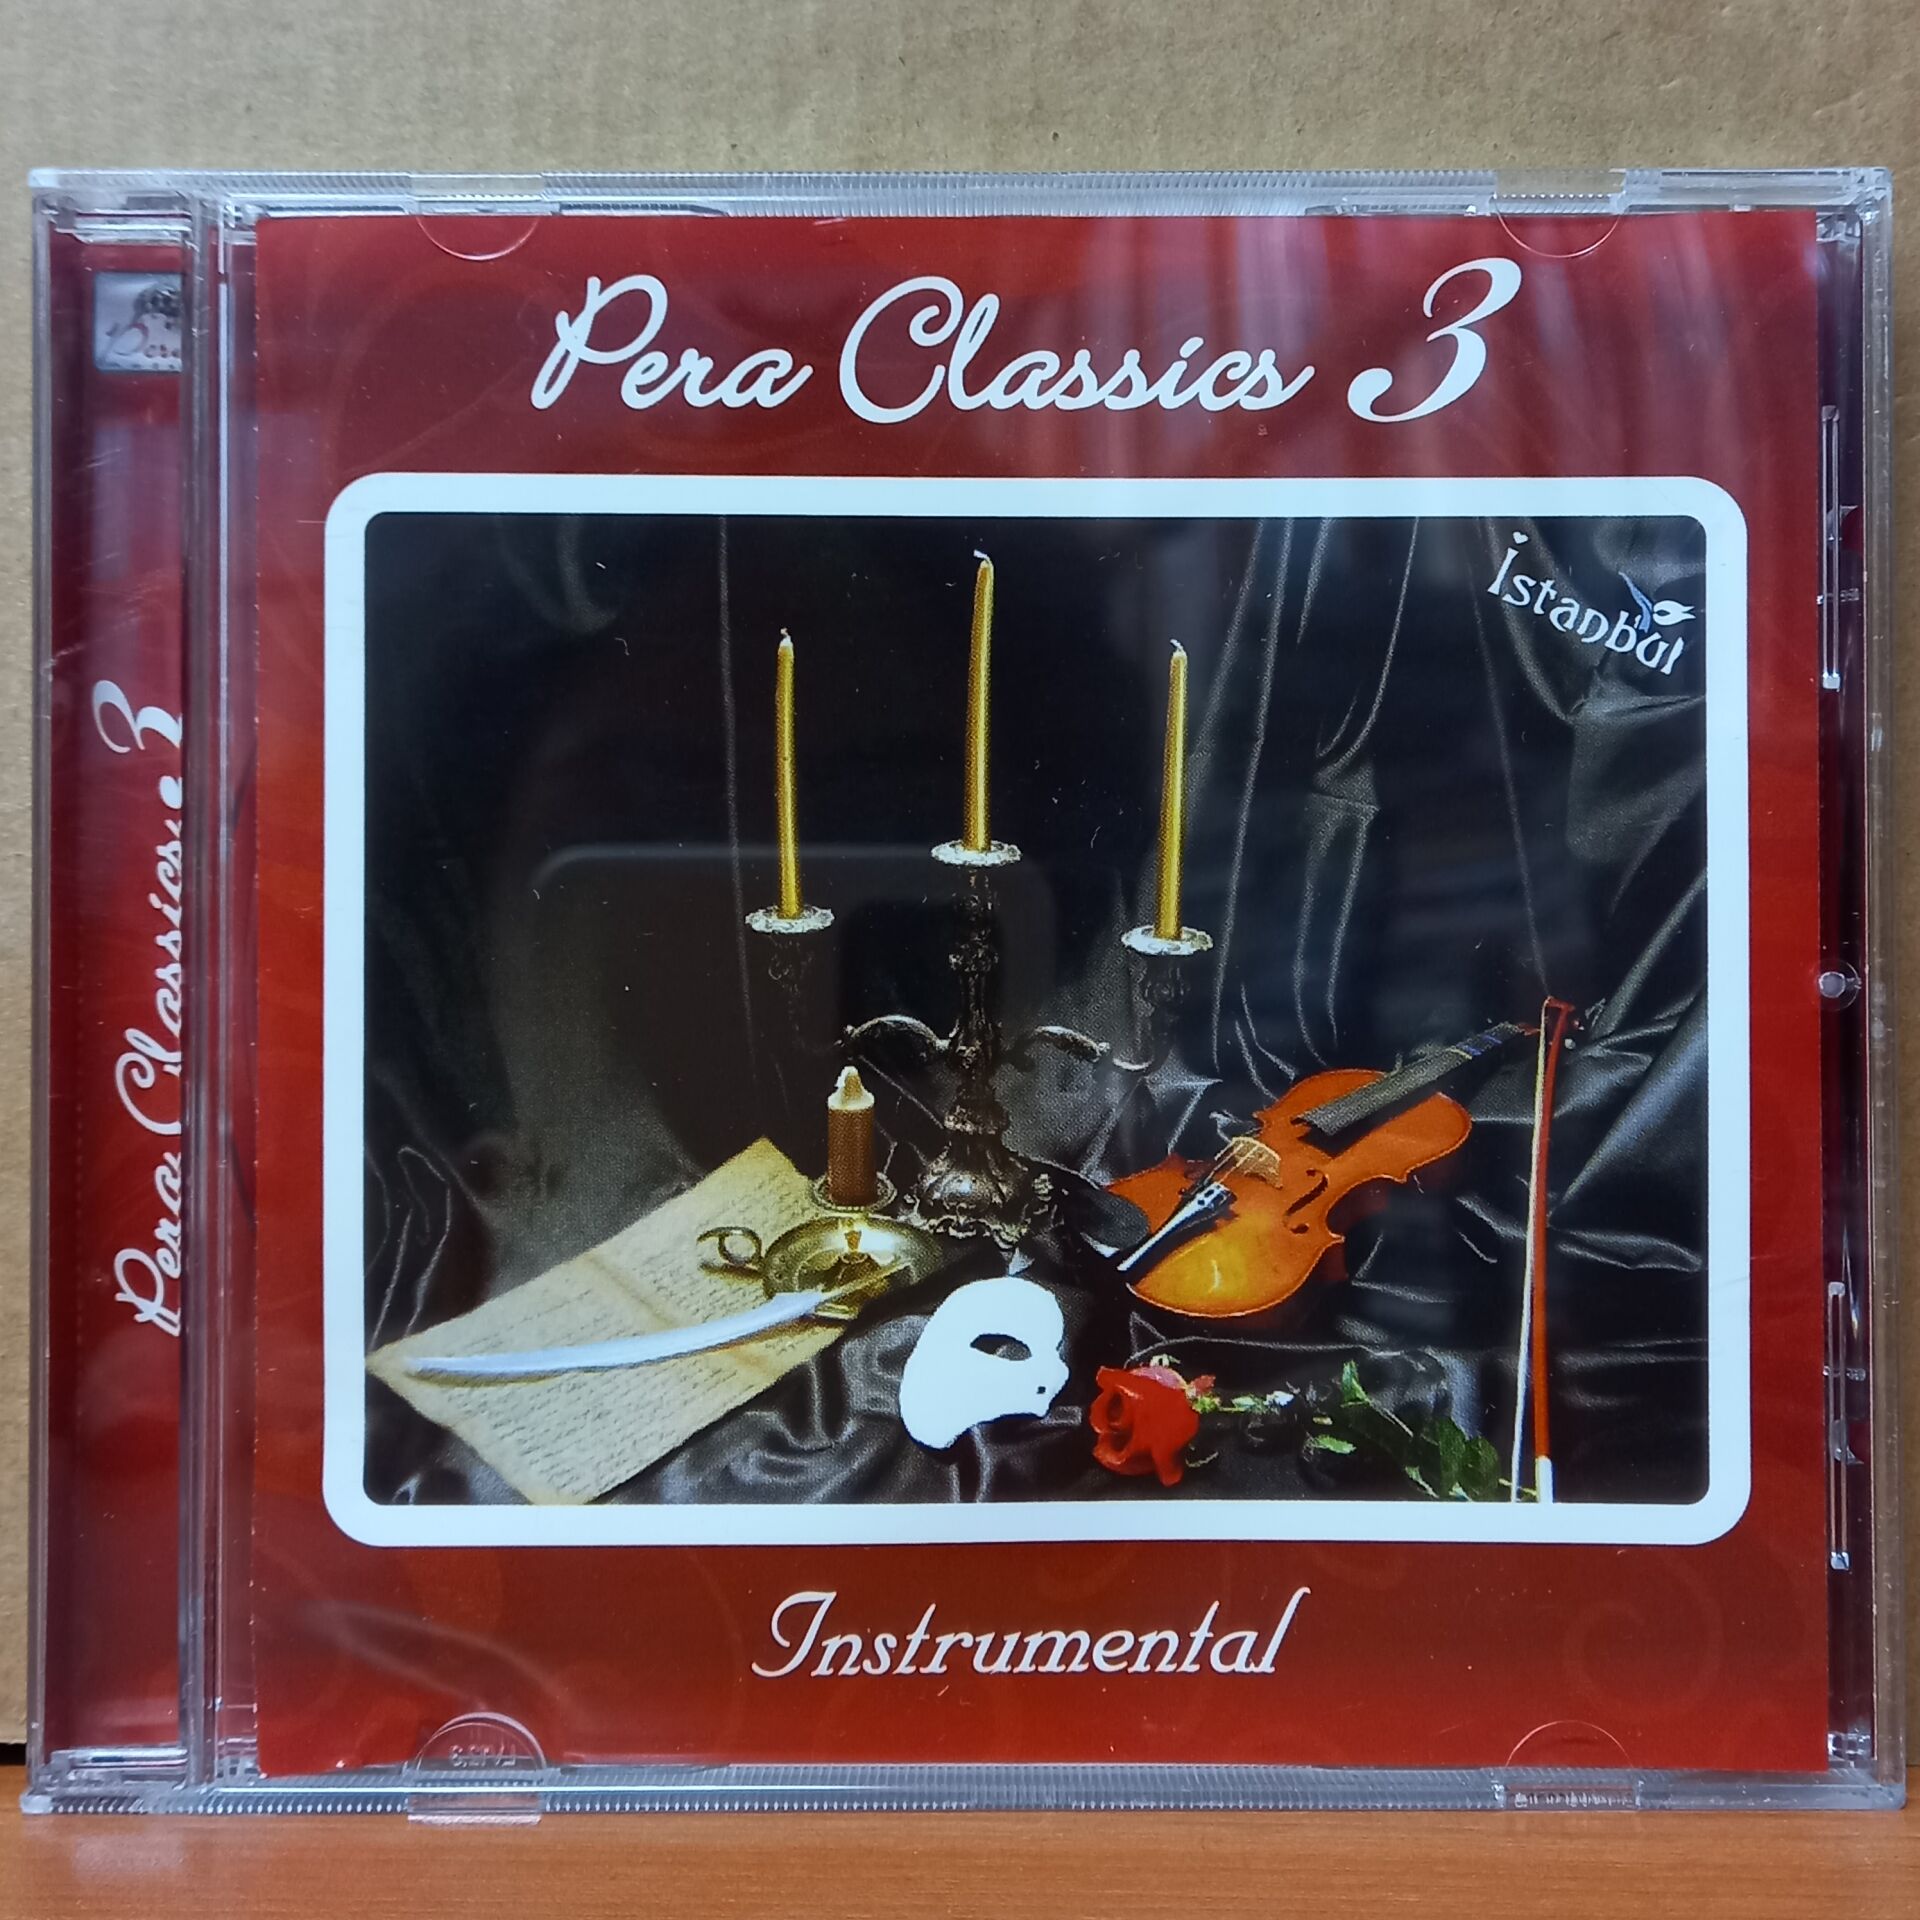 Pera Classics 3
İstanbul
Instrumental
Pera Classics 3